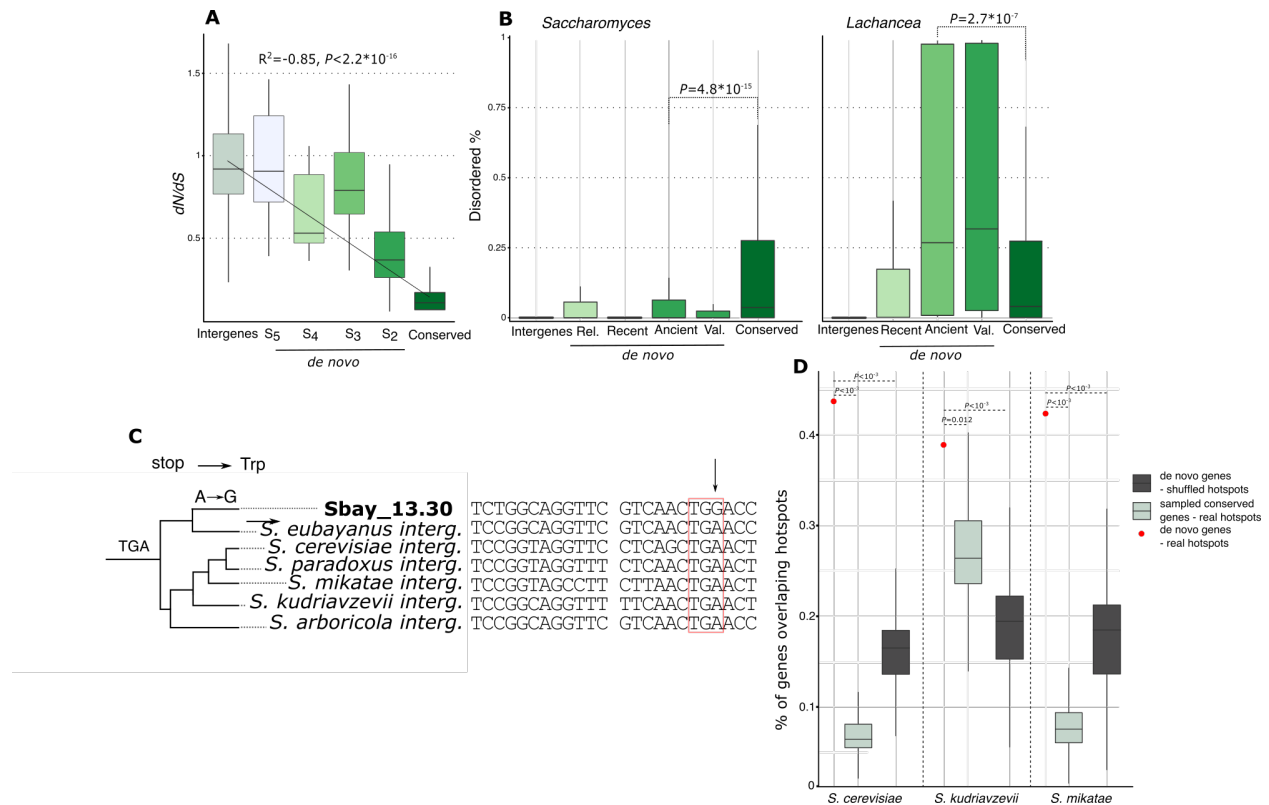 A
R²=-0.85, P<2.2*10⁻¹⁶
dN/dS
1.5
1
0.5
Intergenes S₅ S₄ S₃ S₂ Conserved
de novo
B
Saccharomyces
Lachancea
P=4.8*10⁻¹⁵
P=2.7*10⁻⁷
Disordered %
1
0.75
0.25
0
Intergenes Rel. Recent Ancient Val. Conserved
de novo
Intergenes Recent Ancient Val. Conserved
de novo
C
stop → Trp
A→G
TGA
Sbay_13.30 TCTGGCAGGTTCG GTCAACTGGACC
S. eubayanus interg. TCCGGCAGGTTC GTCAACTGAACC
S. cerevisiae interg. TCCGGTAGGTTC CTCAGCTGAACT
S. paradoxus interg. TCCGGTAGGTTC CTCAACTGAACT
S. mikatae interg. TCCGGTAGCCTT CTTAACTGAACT
S. kudriavzevii interg. TCCGGCAGGTTT TTCAACTGAACT
S. arboricola interg. TCCGGCAGGTTC GTCAACTGAACC
D
P<10⁻³
P<10⁻³
P<10⁻³
P=0.012
P<10⁻³
P<10⁻³
% of genes overlaping hotspots
0.4
0.3
0.2
0.1
0
S. cerevisiae S. kudriavzevii S. mikatae
de novo genes
- shuffled hotspots
sampled conserved
genes - real hotspots
de novo genes
- real hotspots